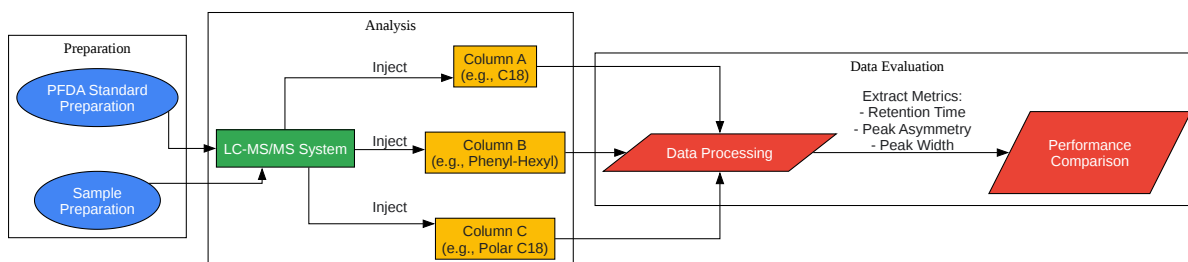 Preparation
PFDA Standard
Preparation
Sample
Preparation
Analysis
LC-MS/MS System
Inject
Inject
Inject
Column A
(e.g., C18)
Column B
(e.g., Phenyl-Hexyl)
Column C
(e.g., Polar C18)
Data Evaluation
Data Processing
Extract Metrics:
- Retention Time
- Peak Asymmetry
- Peak Width
Performance
Comparison